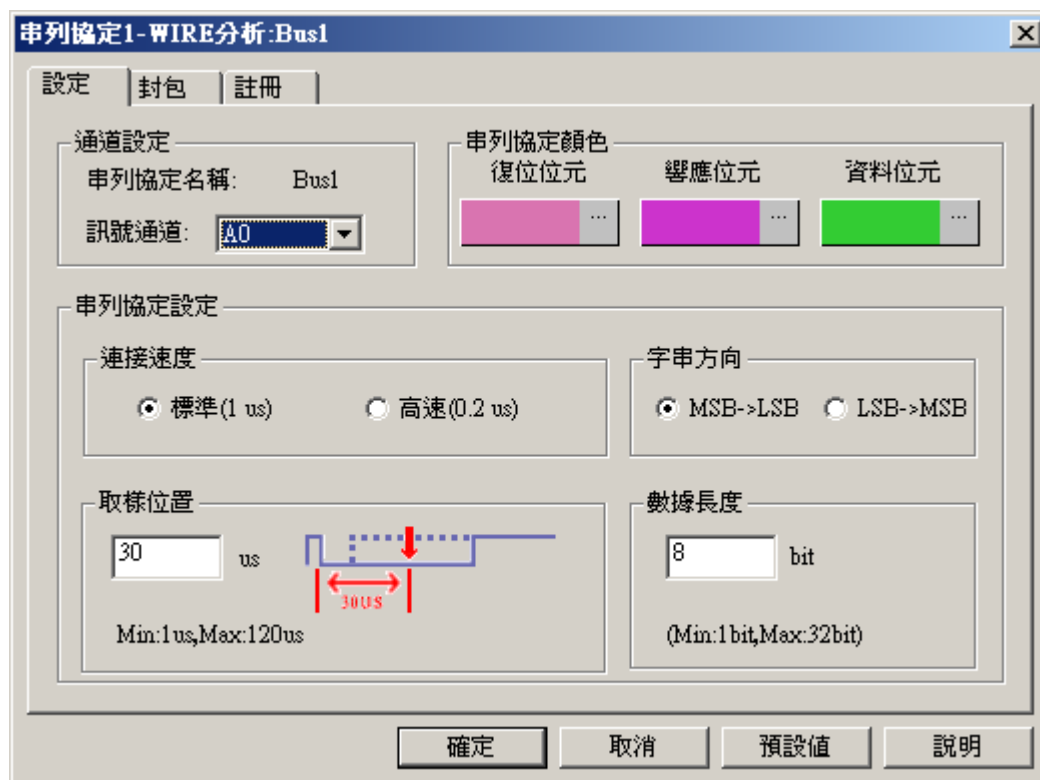 串列協定1-WIRE分析:Bus1
設定 封包 註冊
通道設定
串列協定名稱: Bus1
訊號通道: A0
串列協定顏色
復位位元 響應位元 資料位元
... ... ...
串列協定設定
連接速度
標準(1 us) 高速(0.2 us)
字串方向
MSB->LSB LSB->MSB
取樣位置
30 us
30US
Min:1us,Max:120us
數據長度
8 bit
(Min:1bit,Max:32bit)
確定 取消 預設值 說明